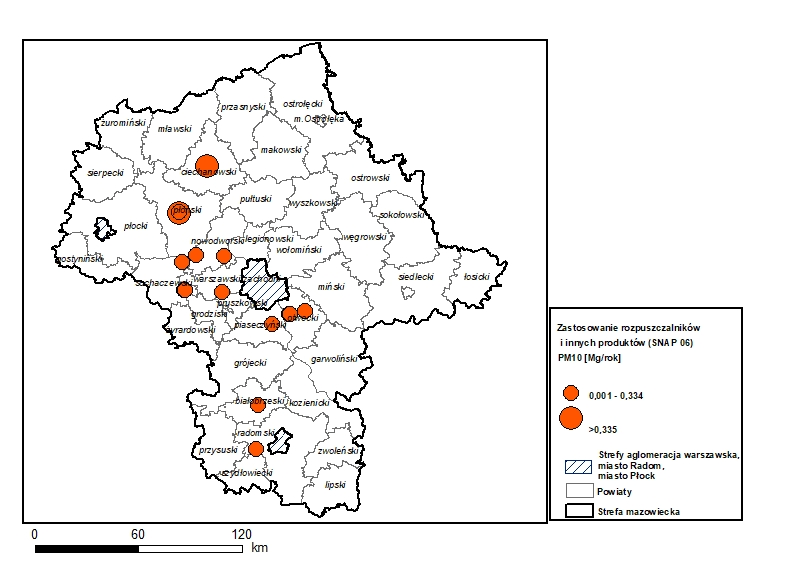 ostrołęcki
przasnyski
m.Ostrołęka
żuromiński
mławski
makowski
sierpecki
ciechanowski
ostrowski
pułtuski
wyszkowski
płoński
sokołowski
płocki
nowodworski
legionowski
węgrowski
wołomiński
gostyniński
siedlecki
łosicki
sochaczewski
warszawski zachodni
miński
pruszkowski
grodziski
otwocki
piaseczyński
żyrardowski
grójecki
garwoliński
białobrzeski
kozienicki
radomski
przysuski
zwoleński
szydłowiecki
lipski
Zastosowanie rozpuszczalników
i innych produktów (SNAP 06)
PM10 [Mg/rok]
0,001 - 0,334
>0,335
Strefy aglomeracja warszawska,
miasto Radom,
miasto Płock
Powiaty
Strefa mazowiecka
0 60 120
km